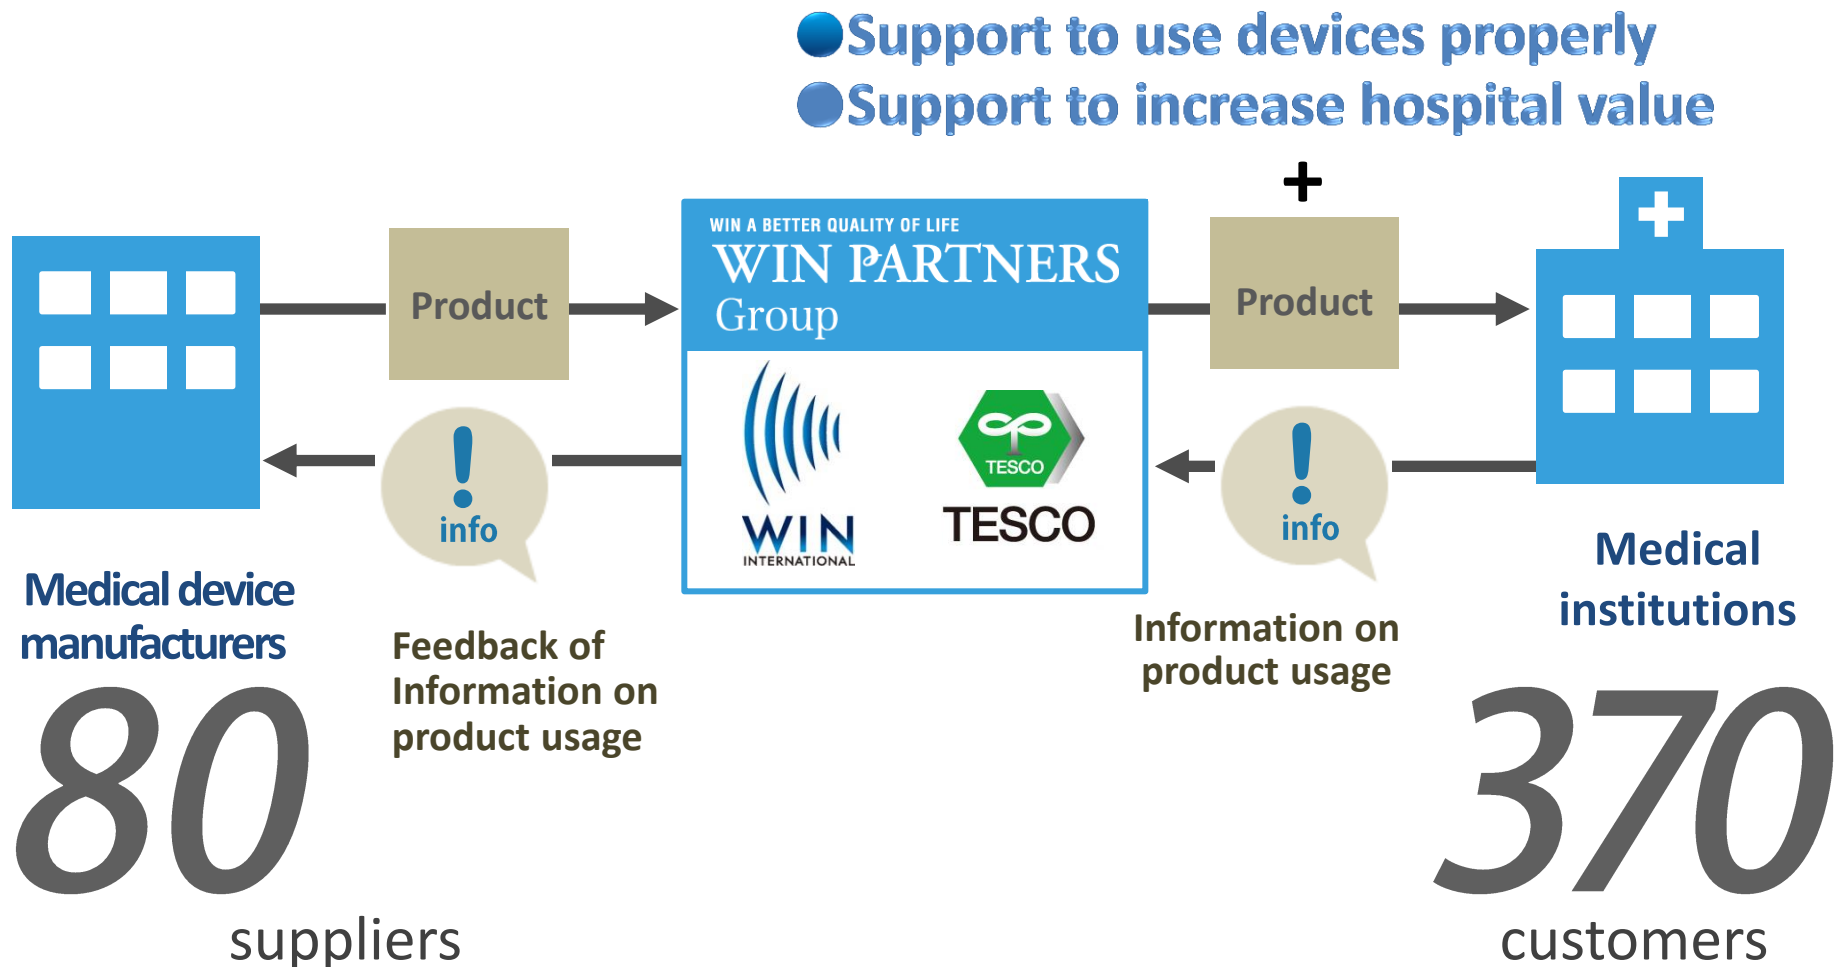 Support to use devices properly
Support to increase hospital value
+
Product
WIN A BETTER QUALITY OF LIFE
WIN PARTNERS
Group
Product
!
info
WIN
INTERNATIONAL
TESCO
TESCO
!
info
Medical device
manufacturers
80
suppliers
Feedback of
Information on
product usage
Information on
product usage
Medical
institutions
370
customers